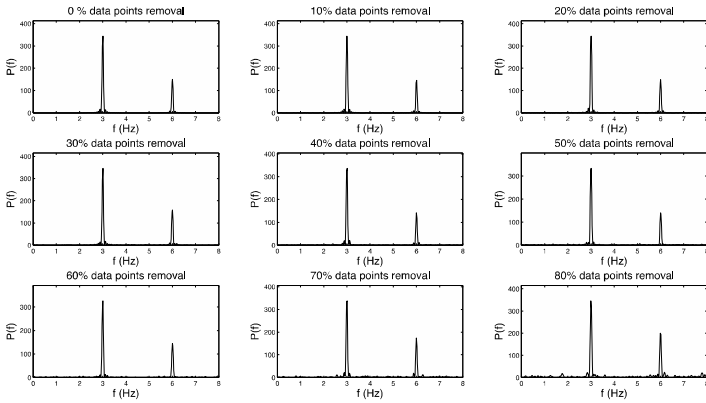 0 % data points removal
10% data points removal
20% data points removal
400
300
200
100
0
P(f)
0 1 2 3 4 5 6 7 8
f (Hz)
400
300
200
100
0
P(f)
0 1 2 3 4 5 6 7 8
f (Hz)
400
300
200
100
0
P(f)
0 1 2 3 4 5 6 7 8
f (Hz)
30% data points removal
40% data points removal
50% data points removal
400
300
200
100
0
P(f)
0 1 2 3 4 5 6 7 8
f (Hz)
400
300
200
100
0
P(f)
0 1 2 3 4 5 6 7 8
f (Hz)
300
200
100
0
P(f)
0 1 2 3 4 5 6 7 8
f (Hz)
60% data points removal
70% data points removal
80% data points removal
300
200
100
0
P(f)
0 1 2 3 4 5 6 7 8
f (Hz)
400
300
200
100
0
P(f)
0 1 2 3 4 5 6 7 8
f (Hz)
400
300
200
100
0
P(f)
0 1 2 3 4 5 6 7 8
f (Hz)